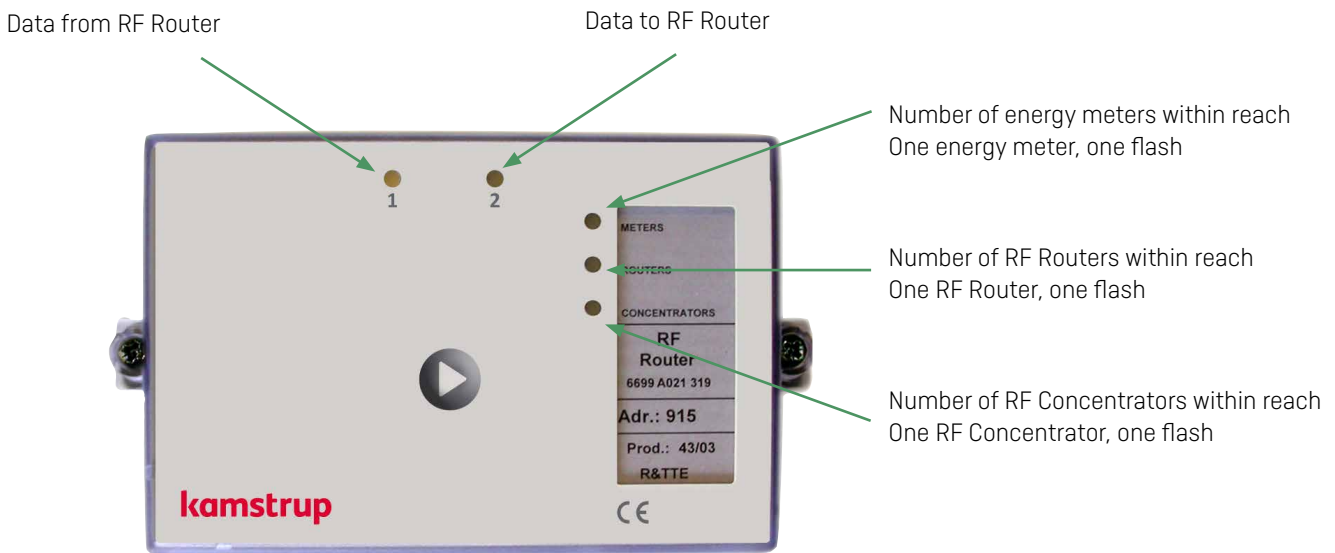 Data from RF Router
Data to RF Router
Number of energy meters within reach
One energy meter, one flash
1
2
METERS
Number of RF Routers within reach
One RF Router, one flash
ROUTERS
CONCENTRATORS
RF
Router
6699 A021 319
Number of RF Concentrators within reach
One RF Concentrator, one flash
Adr.: 915
Prod.: 43/03
R&TTE
kamstrup
CE